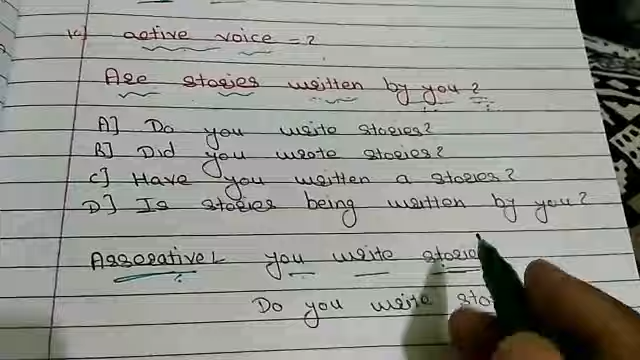 active voice = ?
Are stories written by you?
A] Do you write stories?
B] Did you wrote stories?
C] Have you written a stories?
D] Is stories being written by you?
Assorative you write
Do you write